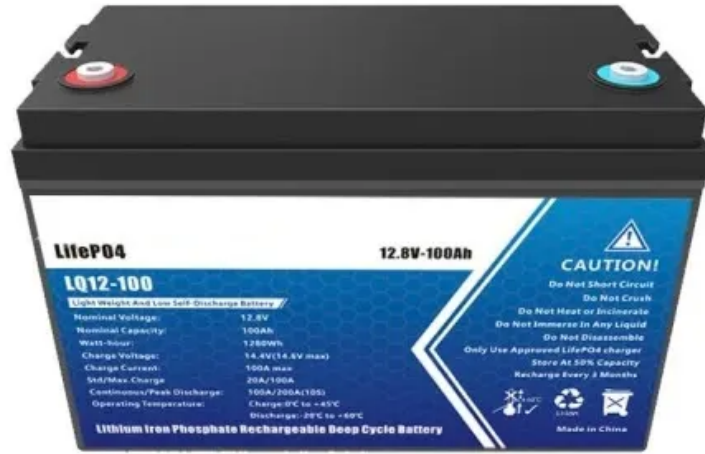 LifePO4
12.8V-100Ah
LQ12-100
Light Weight And Low Self-Discharge Battery
Nominal Voltage: 12.8V
Nominal Capacity: 100Ah
Watt-hour: 1280Wh
Charge Voltage: 14.4V(14.6V max)
Charge Current: 100A max
Std/Max.Charge 20A/100A
Continuous/Peak Discharge: 100A/200A(10S)
Operating Temperature: Charge:0℃ to +45℃
Discharge:-20℃ to +60℃
Lithium Iron Phosphate Rechargeable Deep Cycle Battery
CAUTION!
Do Not Short Circuit
Do Not Crush
Do Not Heat or Incinerate
Do Not Immerse In Any Liquid
Do Not Disassemble
Only Use Approved LifePO4 charger
Store At 50% Capacity
Recharge Every 3 Months
Li-ion
Made in China